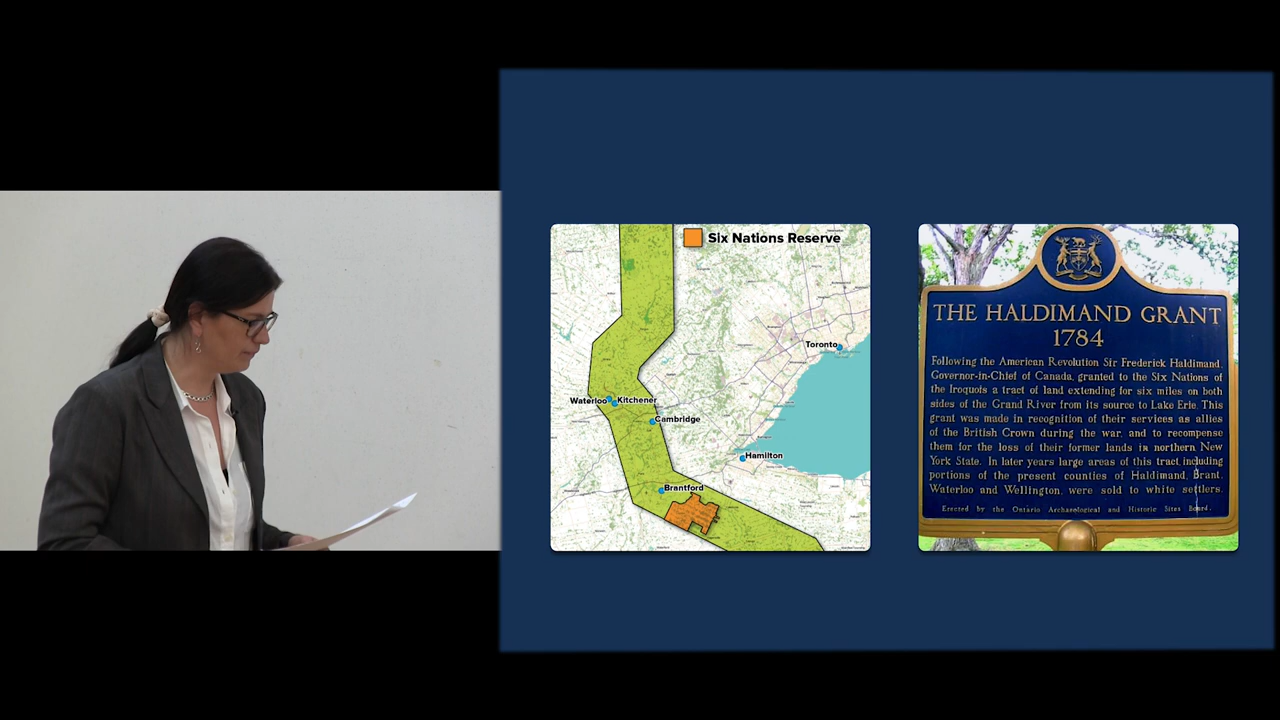 Six Nations Reserve
Toronto
Waterloo
Kitchener
Cambridge
Hamilton
Brantford
THE HALDIMAND GRANT
1784
Following the American Revolution Sir Frederick Haldimand,
Governor-in-Chief of Canada, granted to the Six Nations of
the Iroquois a tract of land extending for six miles on both
sides of the Grand River from its source to Lake Erie. This
grant was made in recognition of their services as allies
of the British Crown during the war, and to recompense
them for the loss of their former lands in northern New
York State. In later years large areas of this tract including
portions of the present counties of Haldimand, Brant,
Waterloo and Wellington, were sold to white settlers.
Erected by the Ontario Archaeological and Historic Sites Board.